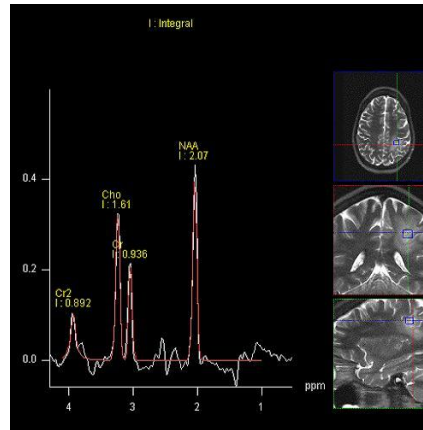 I : Integral
NAA
I : 2.07
0.4
Cho
I : 1.61
Cr
I : 0.936
0.2
Cr2
I : 0.892
0.0
ppm
4
3
2
1